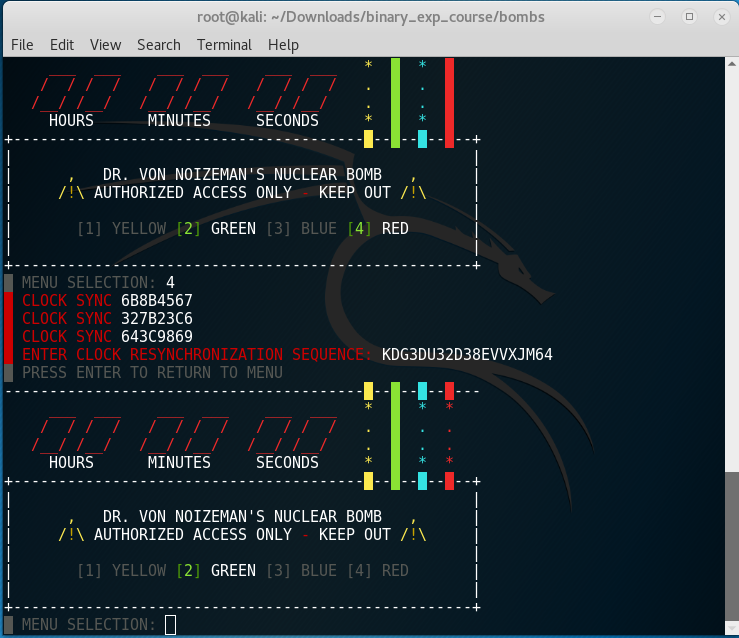 root@kali: ~/Downloads/binary_exp_course/bombs
File Edit View Search Terminal Help
HOURS MINUTES SECONDS
DR. VON NOIZEMAN'S NUCLEAR BOMB
/!\ AUTHORIZED ACCESS ONLY - KEEP OUT /!\
[1] YELLOW [2] GREEN [3] BLUE [4] RED
MENU SELECTION: 4
CLOCK SYNC 6B8B4567
CLOCK SYNC 327B23C6
CLOCK SYNC 643C9869
ENTER CLOCK RESYNCHRONIZATION SEQUENCE: KDG3DU32D38EVVXJM64
PRESS ENTER TO RETURN TO MENU
HOURS MINUTES SECONDS
DR. VON NOIZEMAN'S NUCLEAR BOMB
/!\ AUTHORIZED ACCESS ONLY - KEEP OUT /!\
[1] YELLOW [2] GREEN [3] BLUE [4] RED
MENU SELECTION: